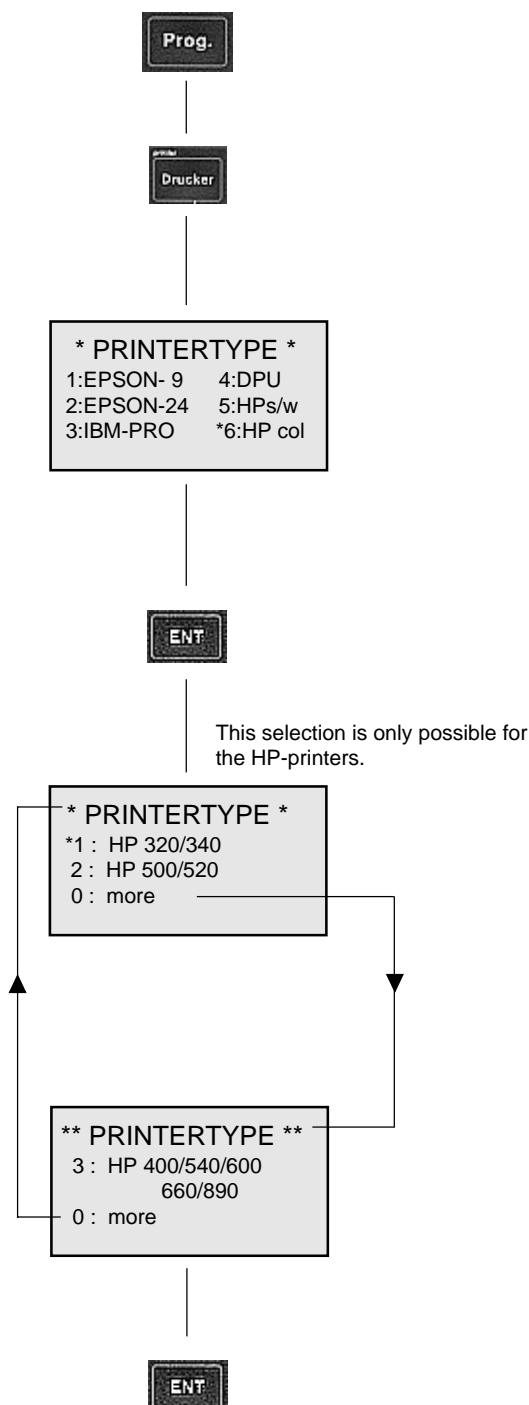 Prog.
printer
Drucker
* PRINTERTYPE *
1:EPSON- 9 4:DPU
2:EPSON-24 5:HPs/w
3:IBM-PRO *6:HP col
ENT
This selection is only possible for
the HP-printers.
* PRINTERTYPE *
*1 : HP 320/340
2 : HP 500/520
0 : more
** PRINTERTYPE **
3 : HP 400/540/600
660/890
0 : more
ENT